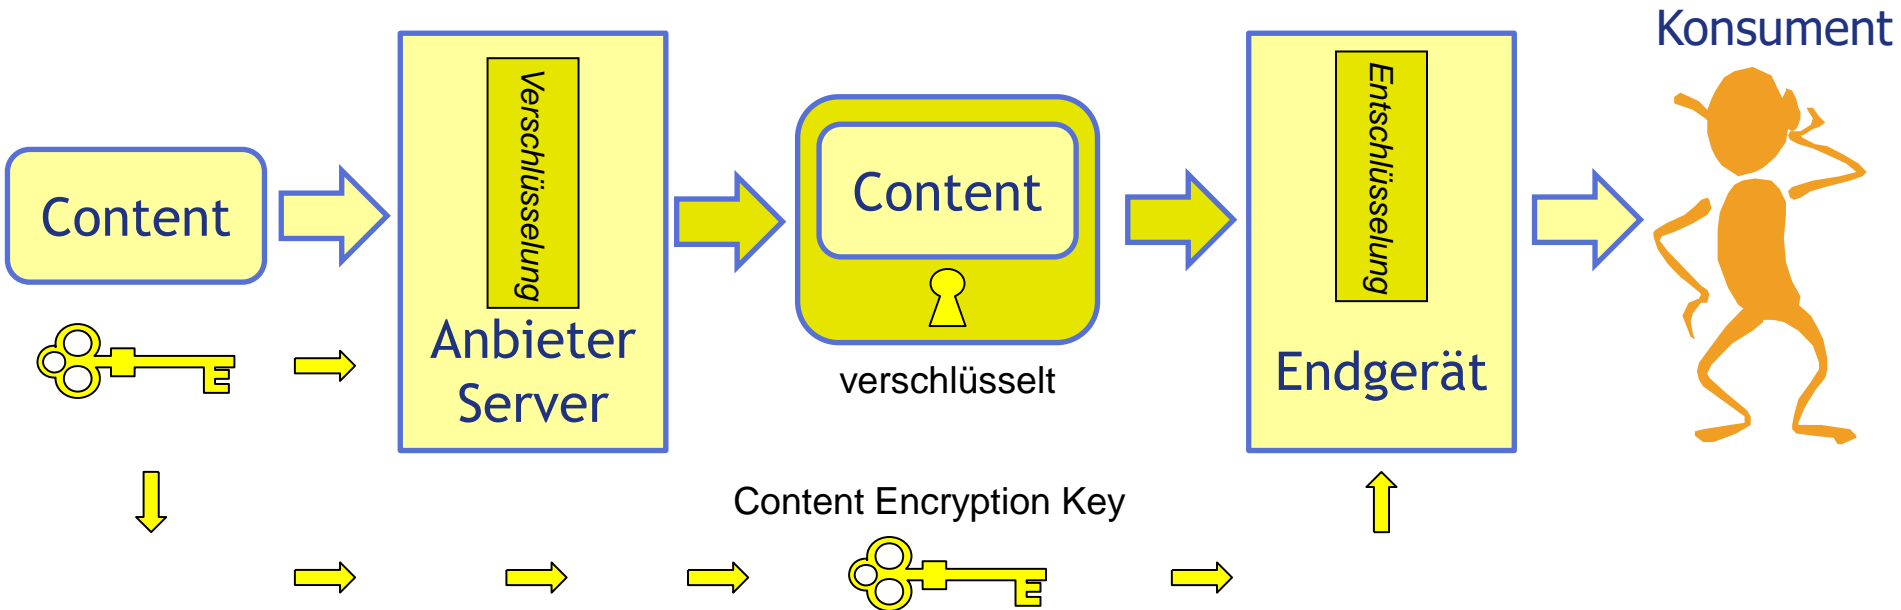 Konsument
Content
Verschlüsselung
Anbieter
Server
Content
verschlüsselt
Entschlüsselung
Endgerät
Content Encryption Key